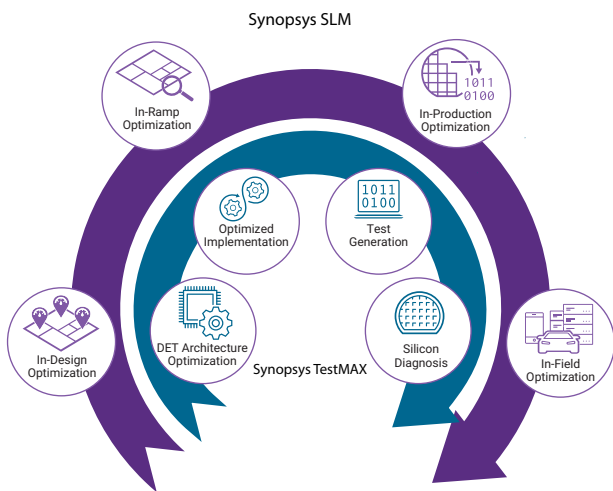 Synopsys SLM
In-Ramp
Optimization
1011
0100
In-Production
Optimization
Optimized
Implementation
1011
0100
Test
Generation
In-Design
Optimization
DET Architecture
Optimization
Synopsys TestMAX
Silicon
Diagnosis
In-Field
Optimization